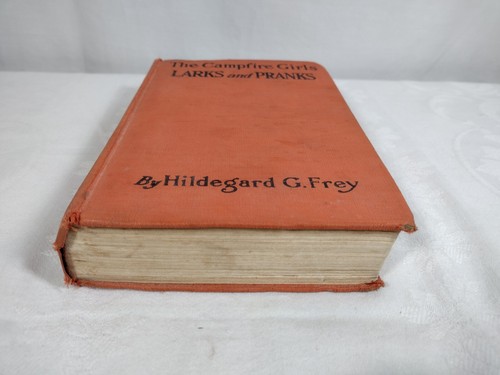 The Campfire Girls
LARKS and PRANKS
By Hildegard G. Frey